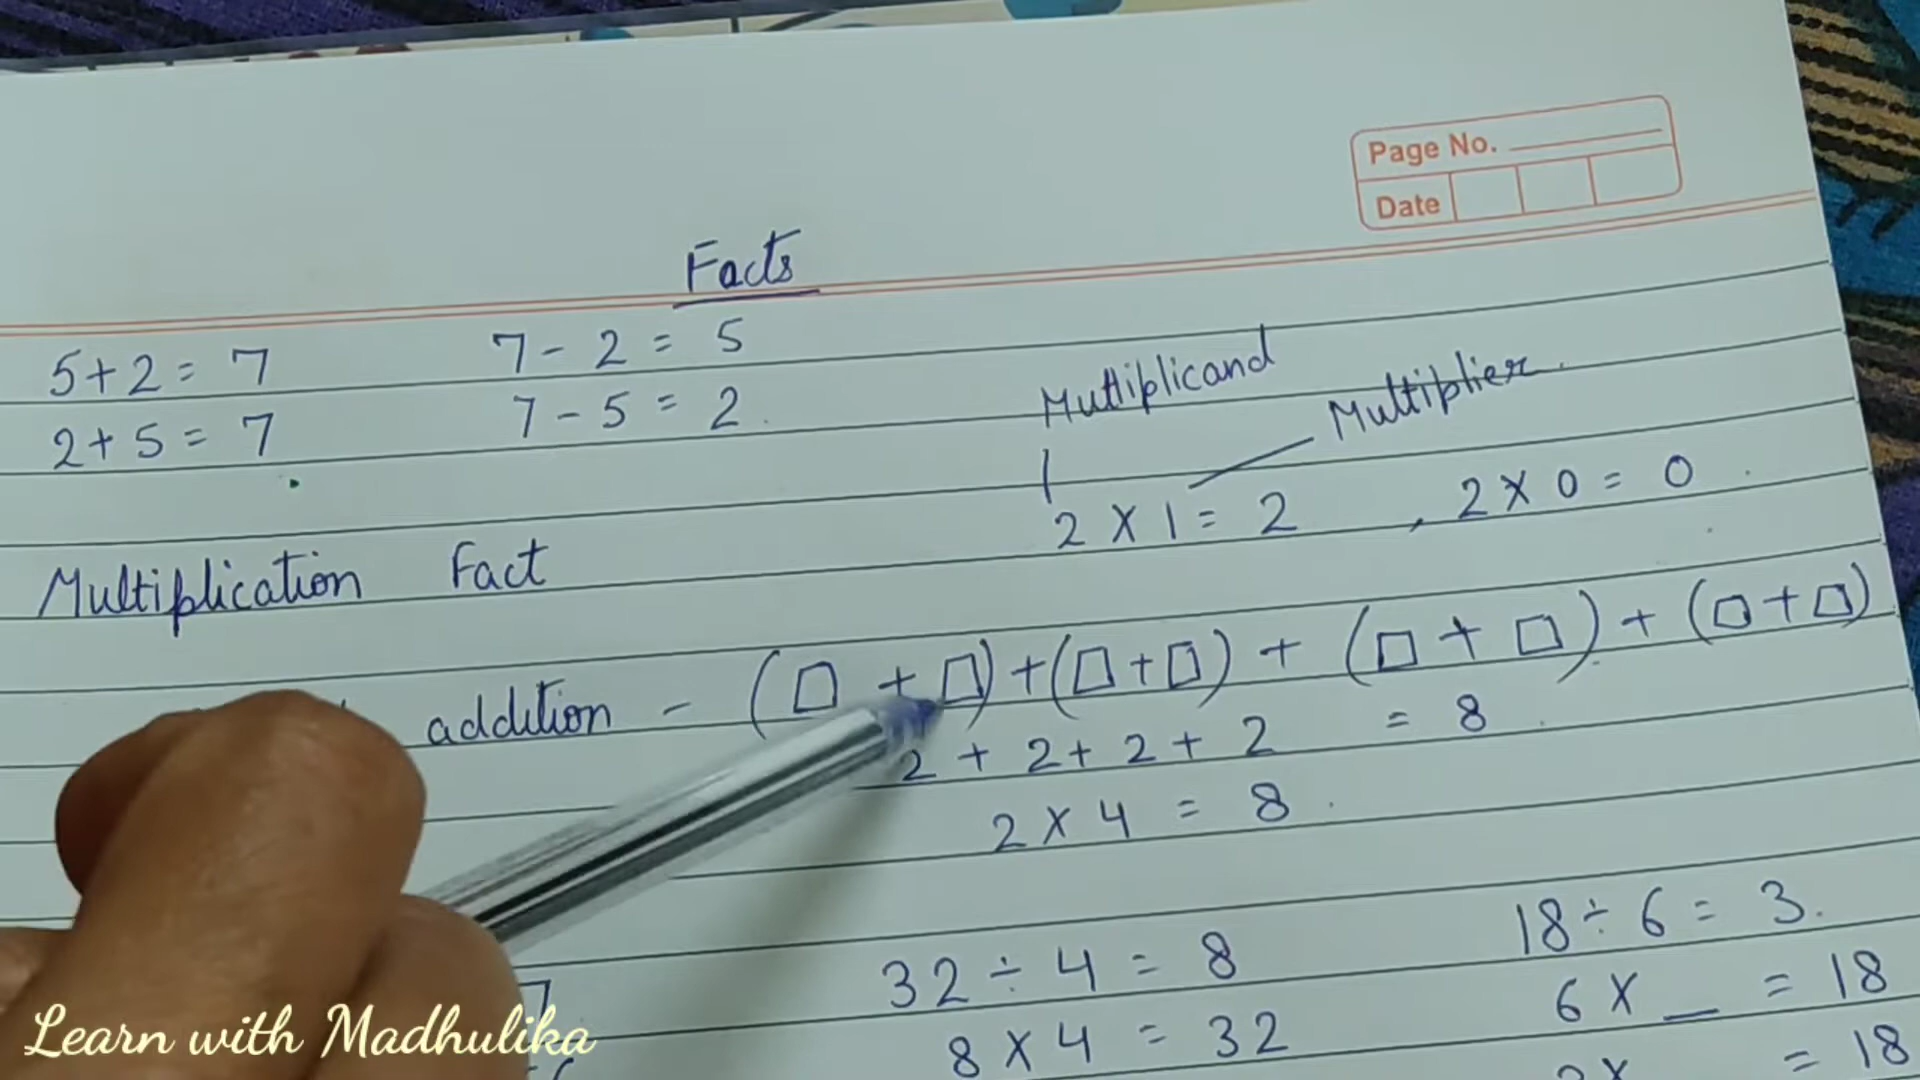 Page No.
Date
Facts
5+2 = 7
7 - 2 = 5
2+5 = 7
7 - 5 = 2
Multiplicand
Multiplier
2 X 1 = 2 , 2 X 0 = 0
Multiplication Fact
addition - (□ + □) + (□ + □) + (□ + □) + (□ + □)
2 + 2 + 2 + 2 = 8
2 X 4 = 8
32 ÷ 4 = 8
18 ÷ 6 = 3
8 X 4 = 32
6 X __ = 18
= 18
Learn with Madhulika